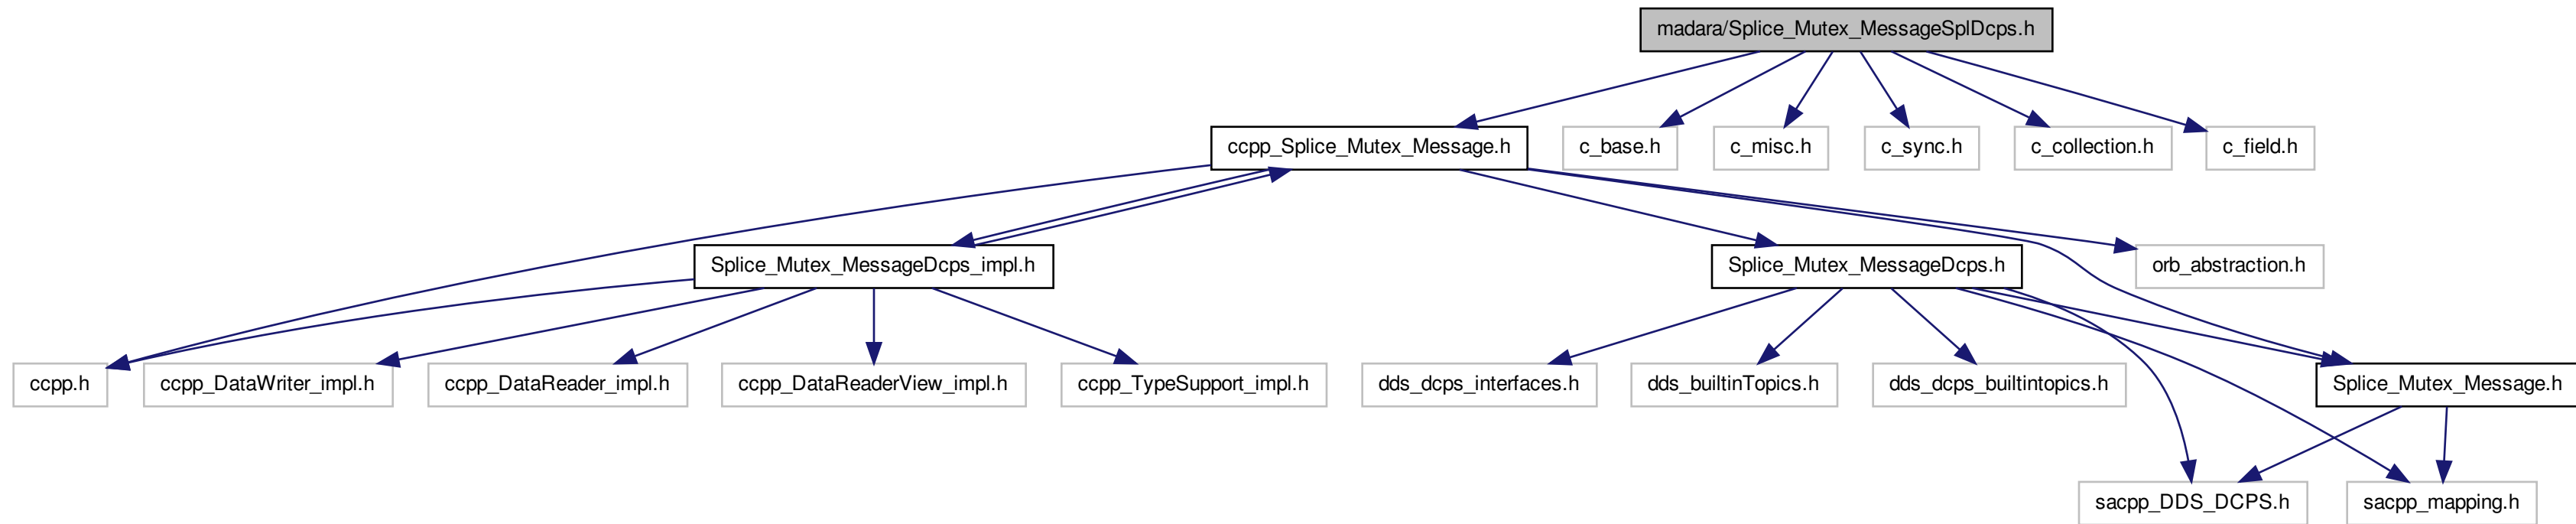 madara/Splice_Mutex_MessageSplDcps.h
ccpp_Splice_Mutex_Message.h
c_base.h
c_misc.h
c_sync.h
c_collection.h
c_field.h
Splice_Mutex_MessageDcps_impl.h
Splice_Mutex_MessageDcps.h
orb_abstraction.h
ccpp.h
ccpp_DataWriter_impl.h
ccpp_DataReader_impl.h
ccpp_DataReaderView_impl.h
ccpp_TypeSupport_impl.h
dds_dcps_interfaces.h
dds_builtinTopics.h
dds_dcps_builtintopics.h
Splice_Mutex_Message.h
sacpp_DDS_DCPS.h
sacpp_mapping.h